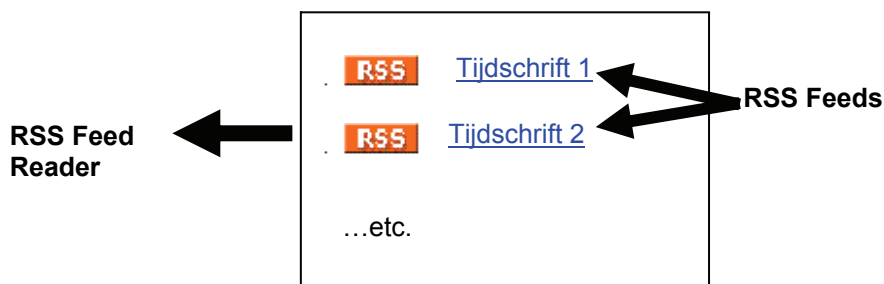 . RSS Tijdschrift 1
RSS Feeds
RSS Feed
Reader
. RSS Tijdschrift 2
…etc.